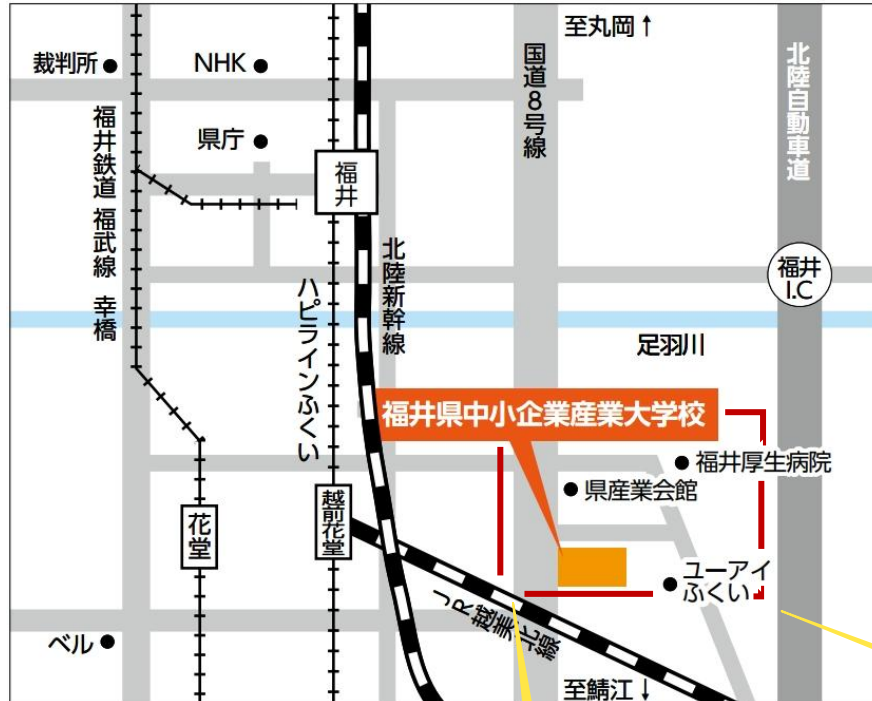 至丸岡↑
裁判所
NHK
国道8号線
北陸自動車道
福井鉄道 福武線 幸橋
県庁
福井
北陸新幹線
福井
I.C
ハピラインふくい
足羽川
福井県中小企業産業大学校
福井厚生病院
県産業会館
花堂
越前花堂
ユーアイ
ふくい
JR越美北線
ベル
至鯖江↓